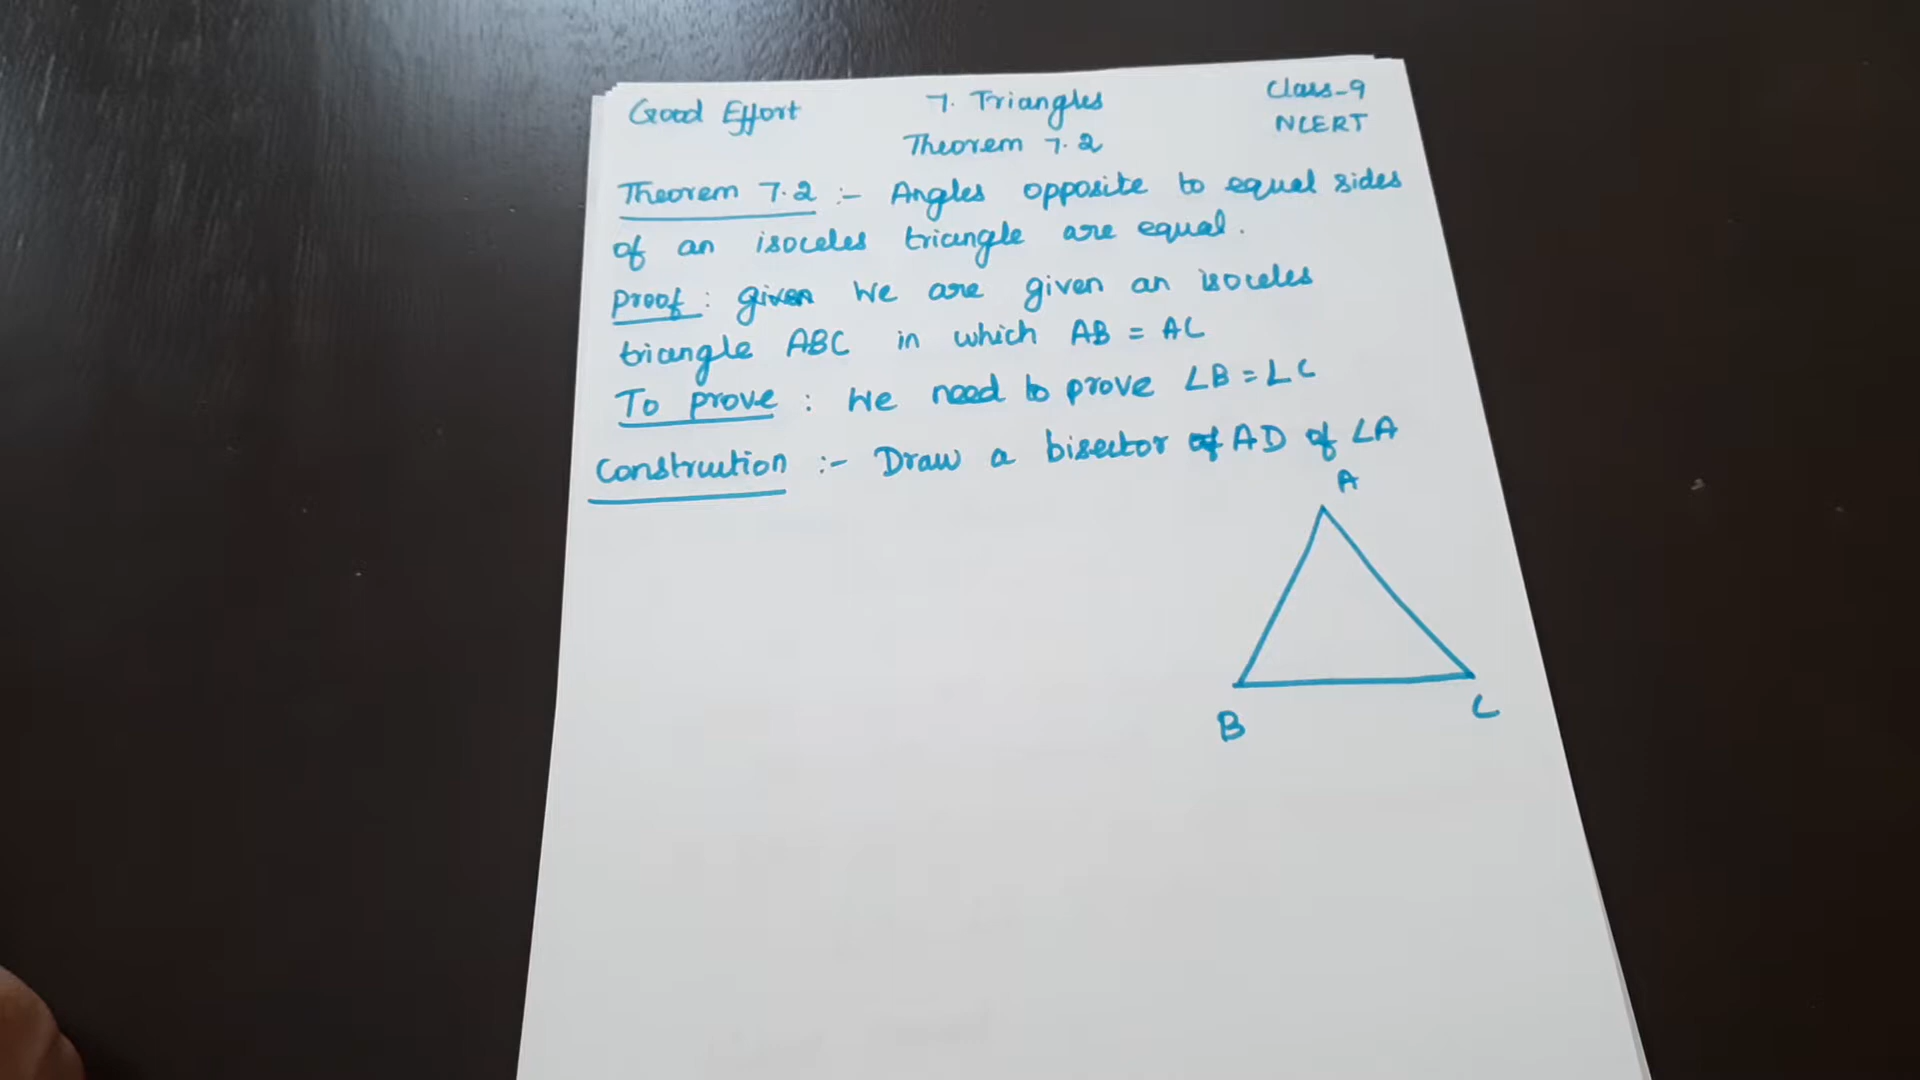 Good Effort 7. Triangles Class-9
Theorem 7.2 NCERT
Theorem 7.2 :- Angles opposite to equal sides
of an isoceles triangle are equal.
Proof : given We are given an isoceles
triangle ABC in which AB = AC
To prove : We need to prove ∠B = ∠C
Construction :- Draw a bisector of AD of ∠A
A
B C